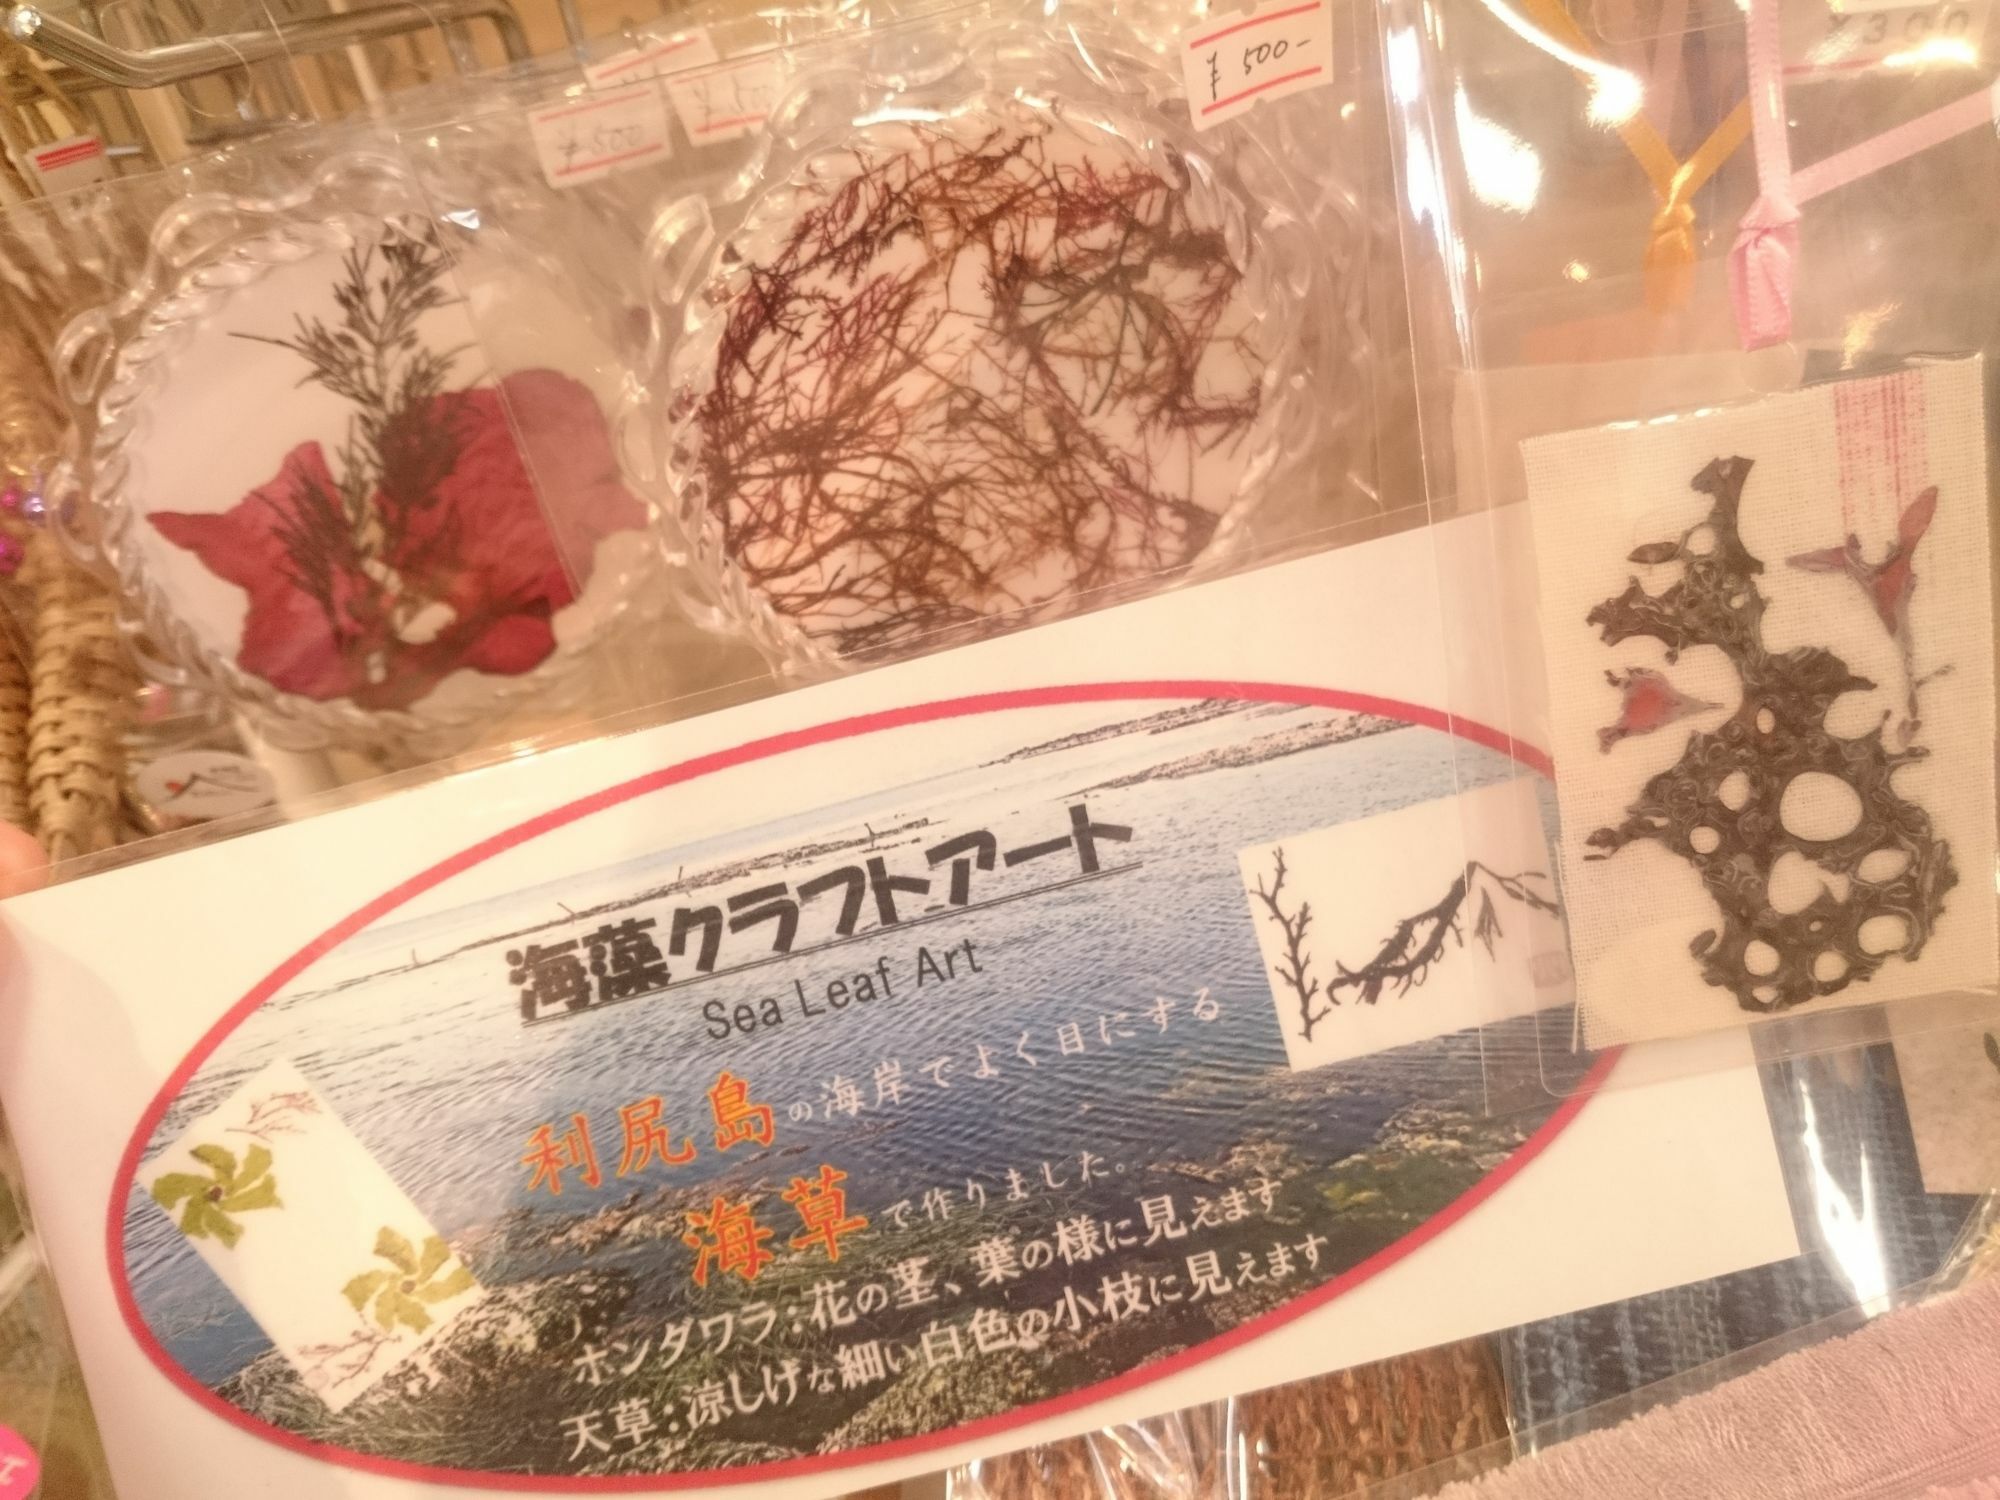 ¥500-
¥500
¥300
海藻クラフトアート
Sea Leaf Art
利尻島の海岸でよく目にする
海草で作りました。
ホンダワラ:花の茎、葉の様に見えます
天草:涼しげな細い白色の小枝に見えます